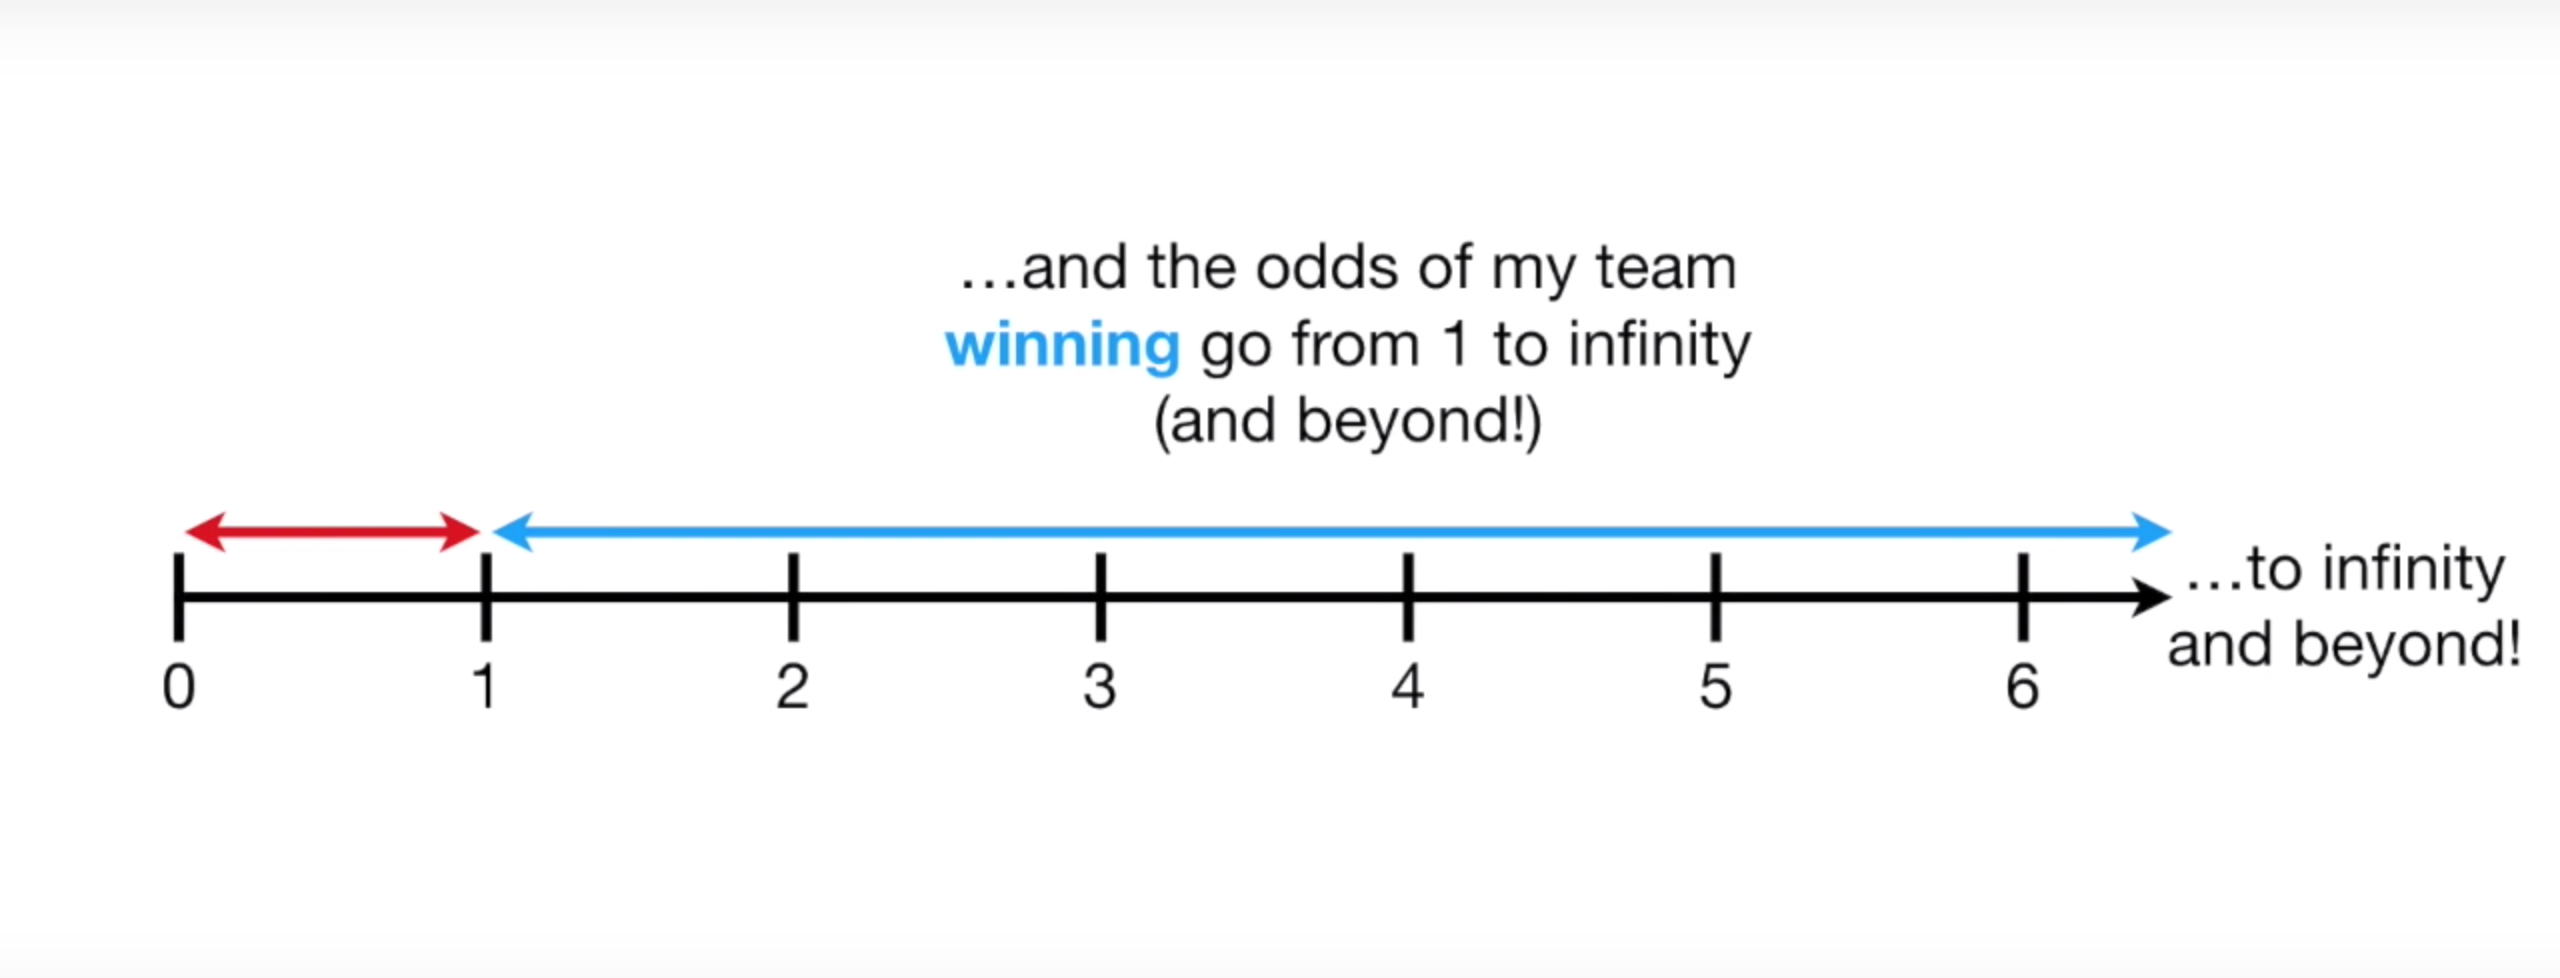 …and the odds of my team
winning go from 1 to infinity
(and beyond!)
…to infinity
and beyond!
0 1 2 3 4 5 6